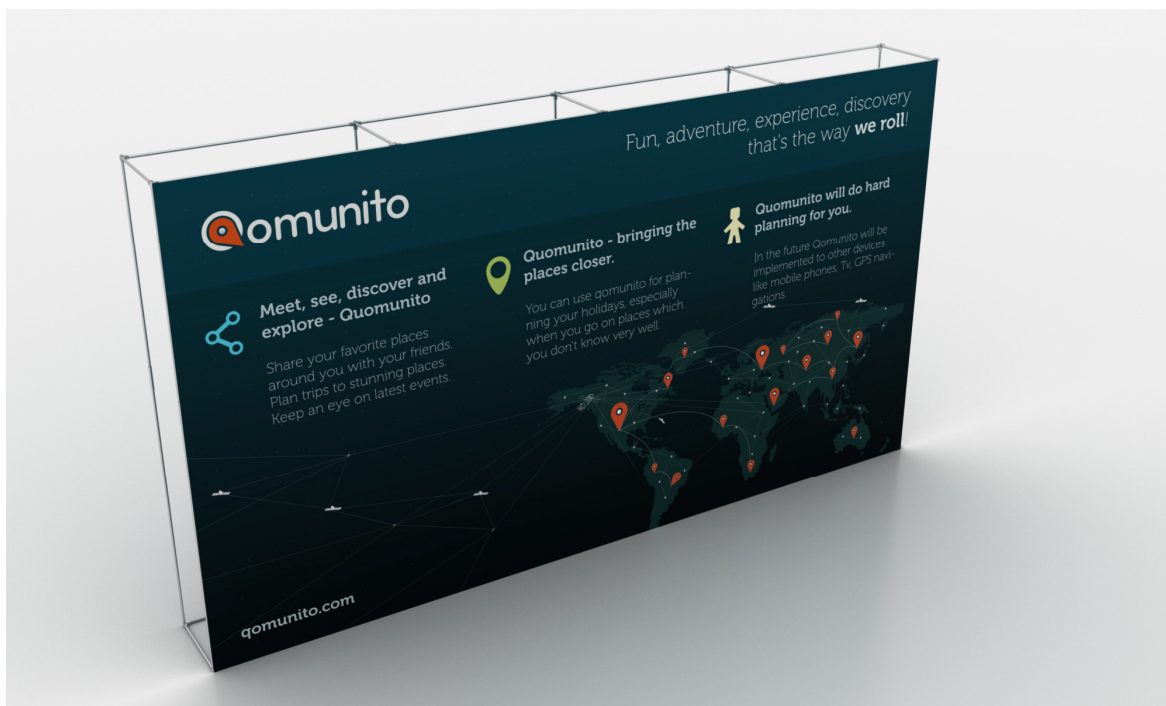 Fun, adventure, experience, discovery
that's the way we roll!
Qomunito
Meet, see, discover and
explore - Quomunito
Share your favorite places
around you with your friends.
Plan trips to stunning places.
Keep an eye on latest events.
Quomunito - bringing the
places closer.
You can use qomunito for plan-
ning your holidays, especially
when you go on places which
you don't know very well.
Quomunito will do hard
planning for you.
In the future Qomunito will be
implemented to other devices
like mobile phones, Tv, GPS navi-
gations.
qomunito.com